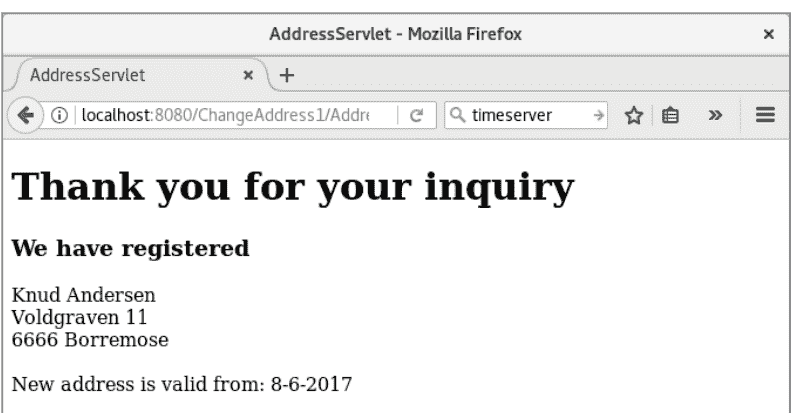 AddressServlet - Mozilla Firefox
AddressServlet
localhost:8080/ChangeAddress1/Addre
timeserver
Thank you for your inquiry
We have registered
Knud Andersen
Voldgraven 11
6666 Borremose
New address is valid from: 8-6-2017